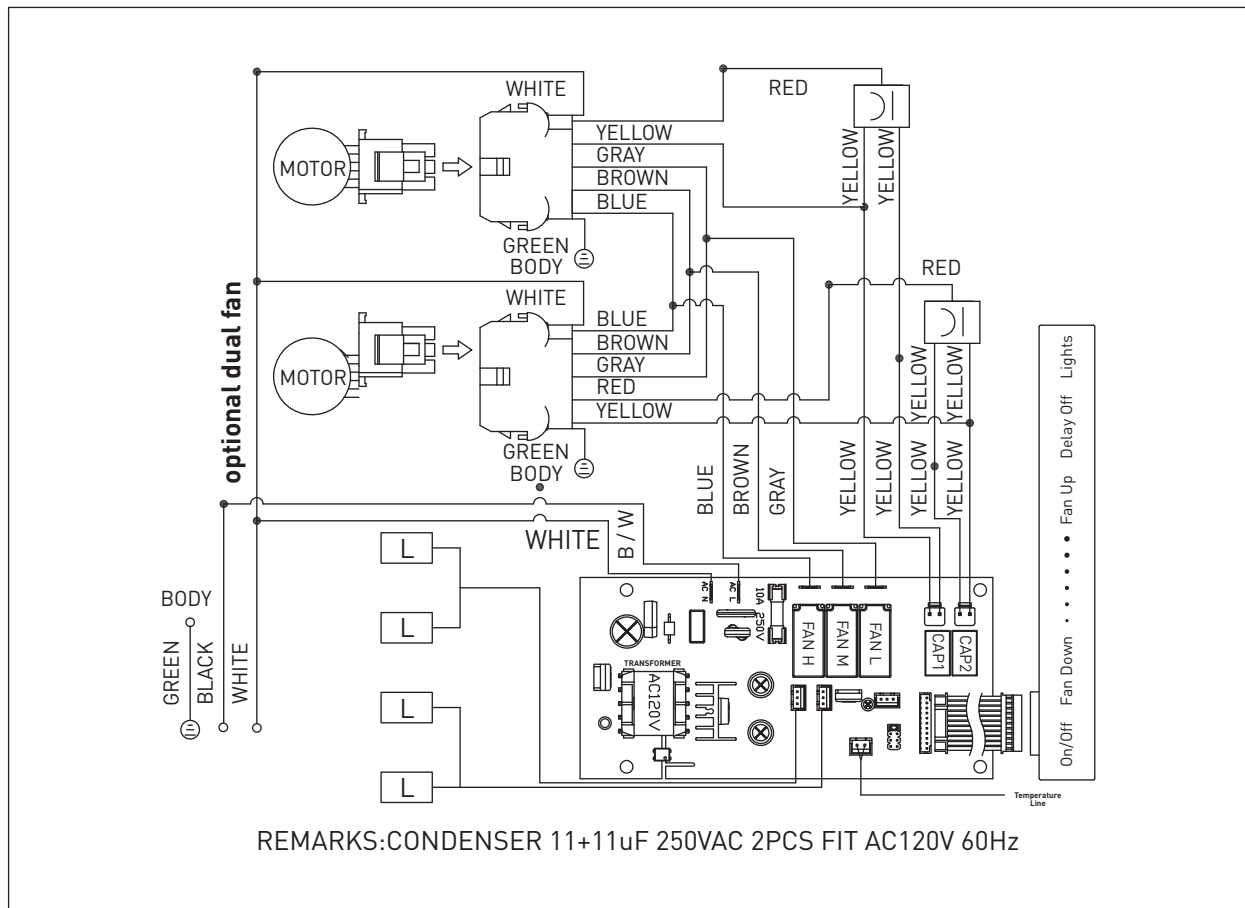 WHITE
RED
YELLOW
GRAY
BROWN
BLUE
GREEN
BODY
MOTOR
YELLOW
YELLOW
optional dual fan
WHITE
RED
BLUE
BROWN
GRAY
RED
YELLOW
GREEN
BODY
MOTOR
YELLOW
YELLOW
BLUE
BROWN
GRAY
YELLOW
YELLOW
YELLOW
YELLOW
WHITE
B / W
L
L
L
L
BODY
GREEN
BLACK
WHITE
AC N
AC L
10A 250V
FAN H
FAN M
FAN L
CAP1
CAP2
TRANSFORMER
AC120V
On/Off Fan Down • • • • • • Fan Up Delay Off Lights
Temperature
Line
REMARKS:CONDENSER 11+11uF 250VAC 2PCS FIT AC120V 60Hz